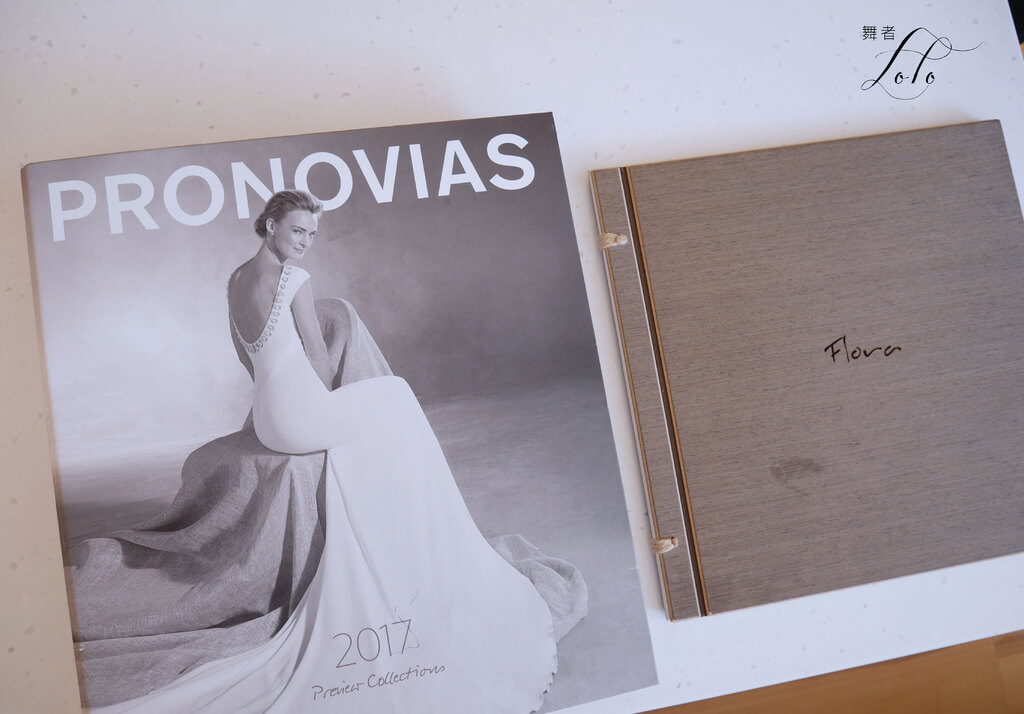 舞者
Lolo
PRONOVIAS
Flora
2017
Preview Collections